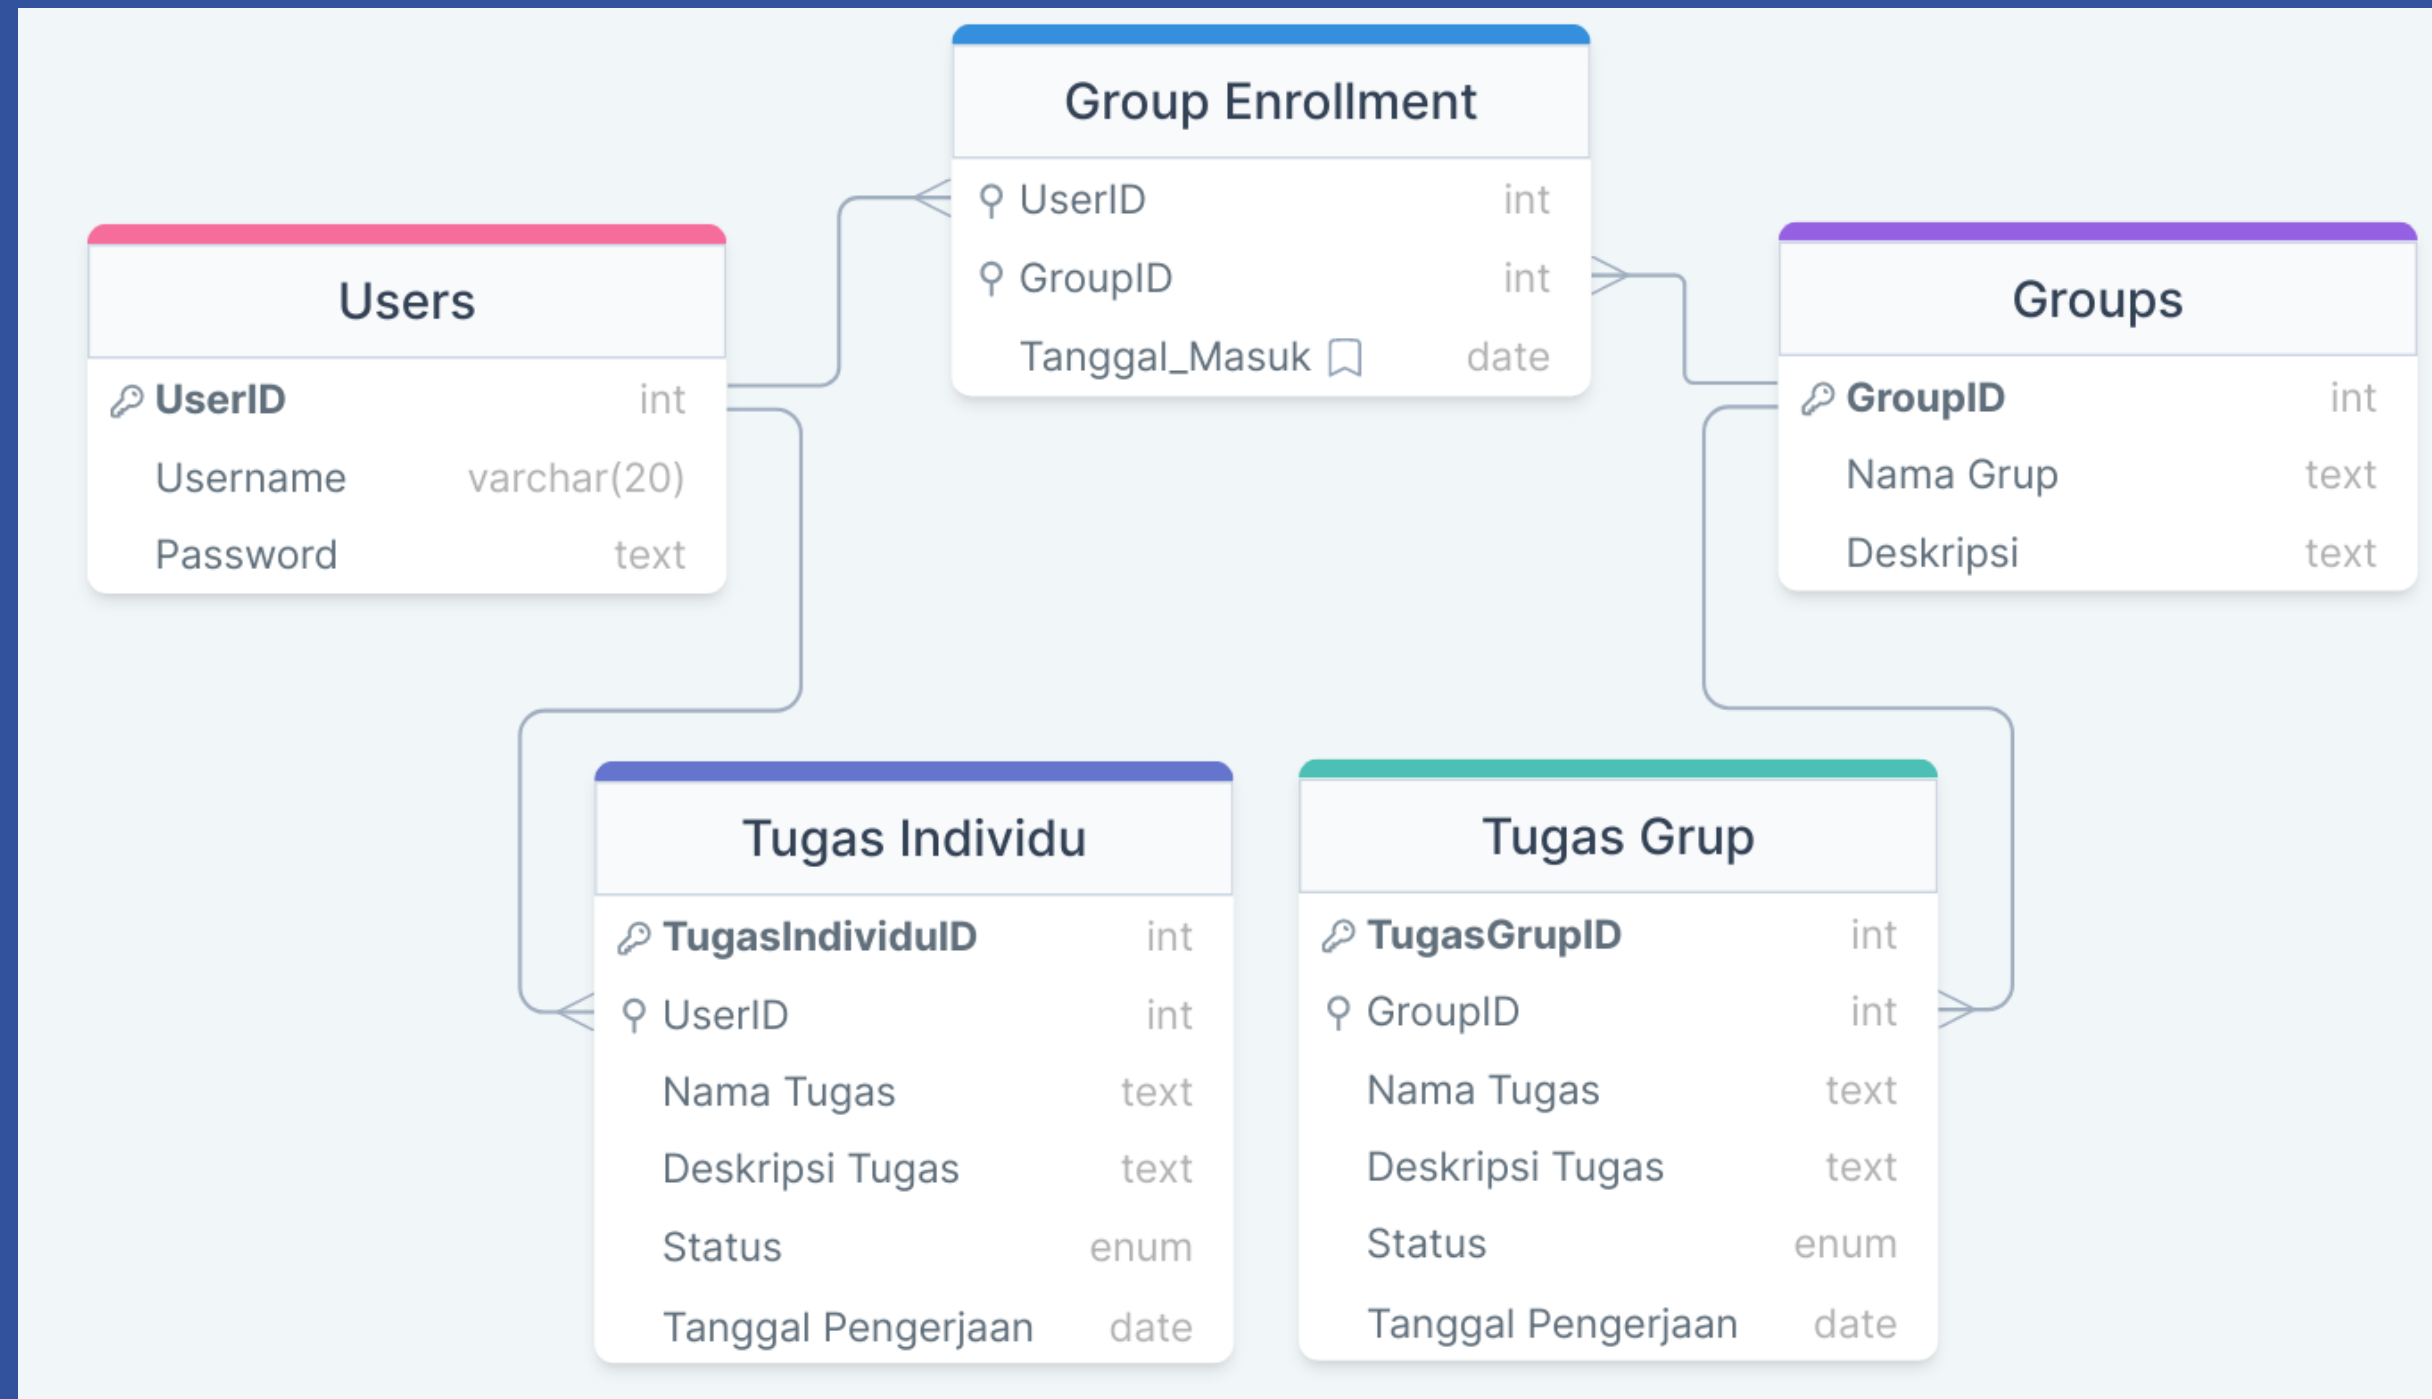 Group Enrollment
UserID int
GroupID int
Tanggal_Masuk date
Users
UserID int
Username varchar(20)
Password text
Groups
GroupID int
Nama Grup text
Deskripsi text
Tugas Individu
TugasIndividuID int
UserID int
Nama Tugas text
Deskripsi Tugas text
Status enum
Tanggal Pengerjaan date
Tugas Grup
TugasGrupID int
GroupID int
Nama Tugas text
Deskripsi Tugas text
Status enum
Tanggal Pengerjaan date